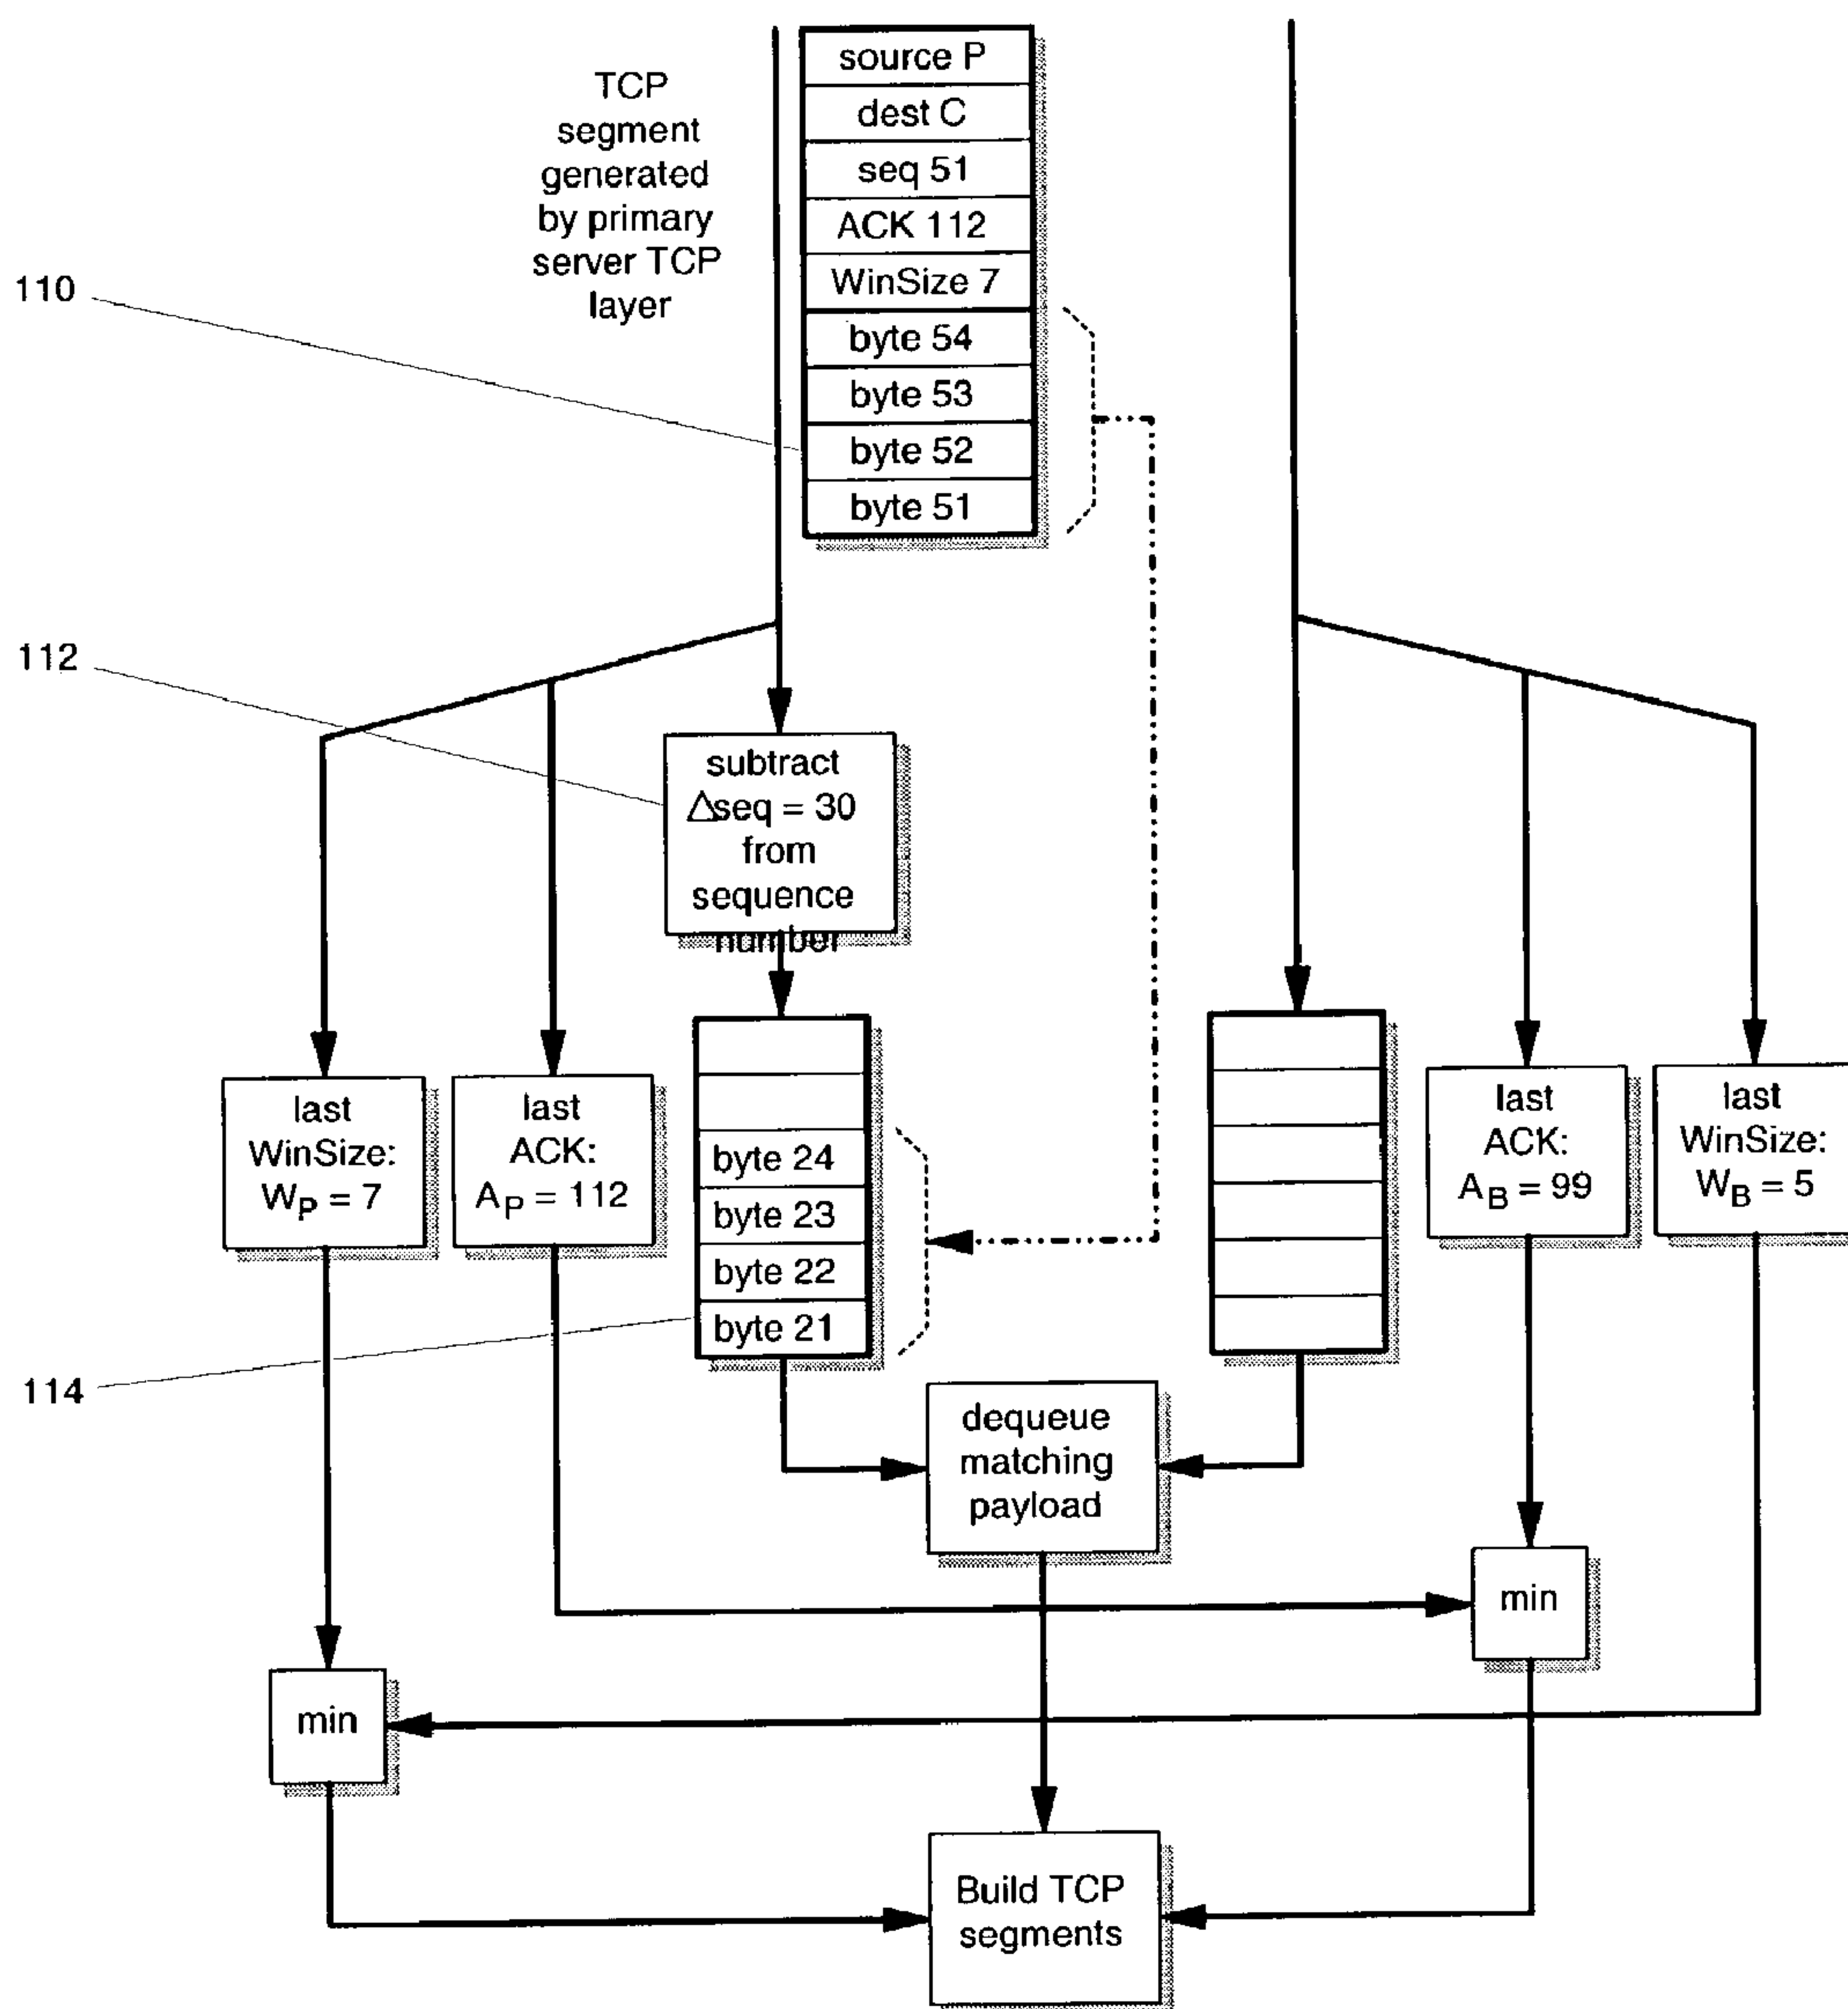 TCP
segment
generated
by primary
server TCP
layer
source P
dest C
seq 51
ACK 112
WinSize 7
byte 54
byte 53
byte 52
byte 51
110
112
subtract
Δseq = 30
from
sequence
number
last
WinSize:
WP = 7
last
ACK:
AP = 112
byte 24
byte 23
byte 22
byte 21
last
ACK:
AB = 99
last
WinSize:
WB = 5
114
dequeue
matching
payload
min
min
Build TCP
segments